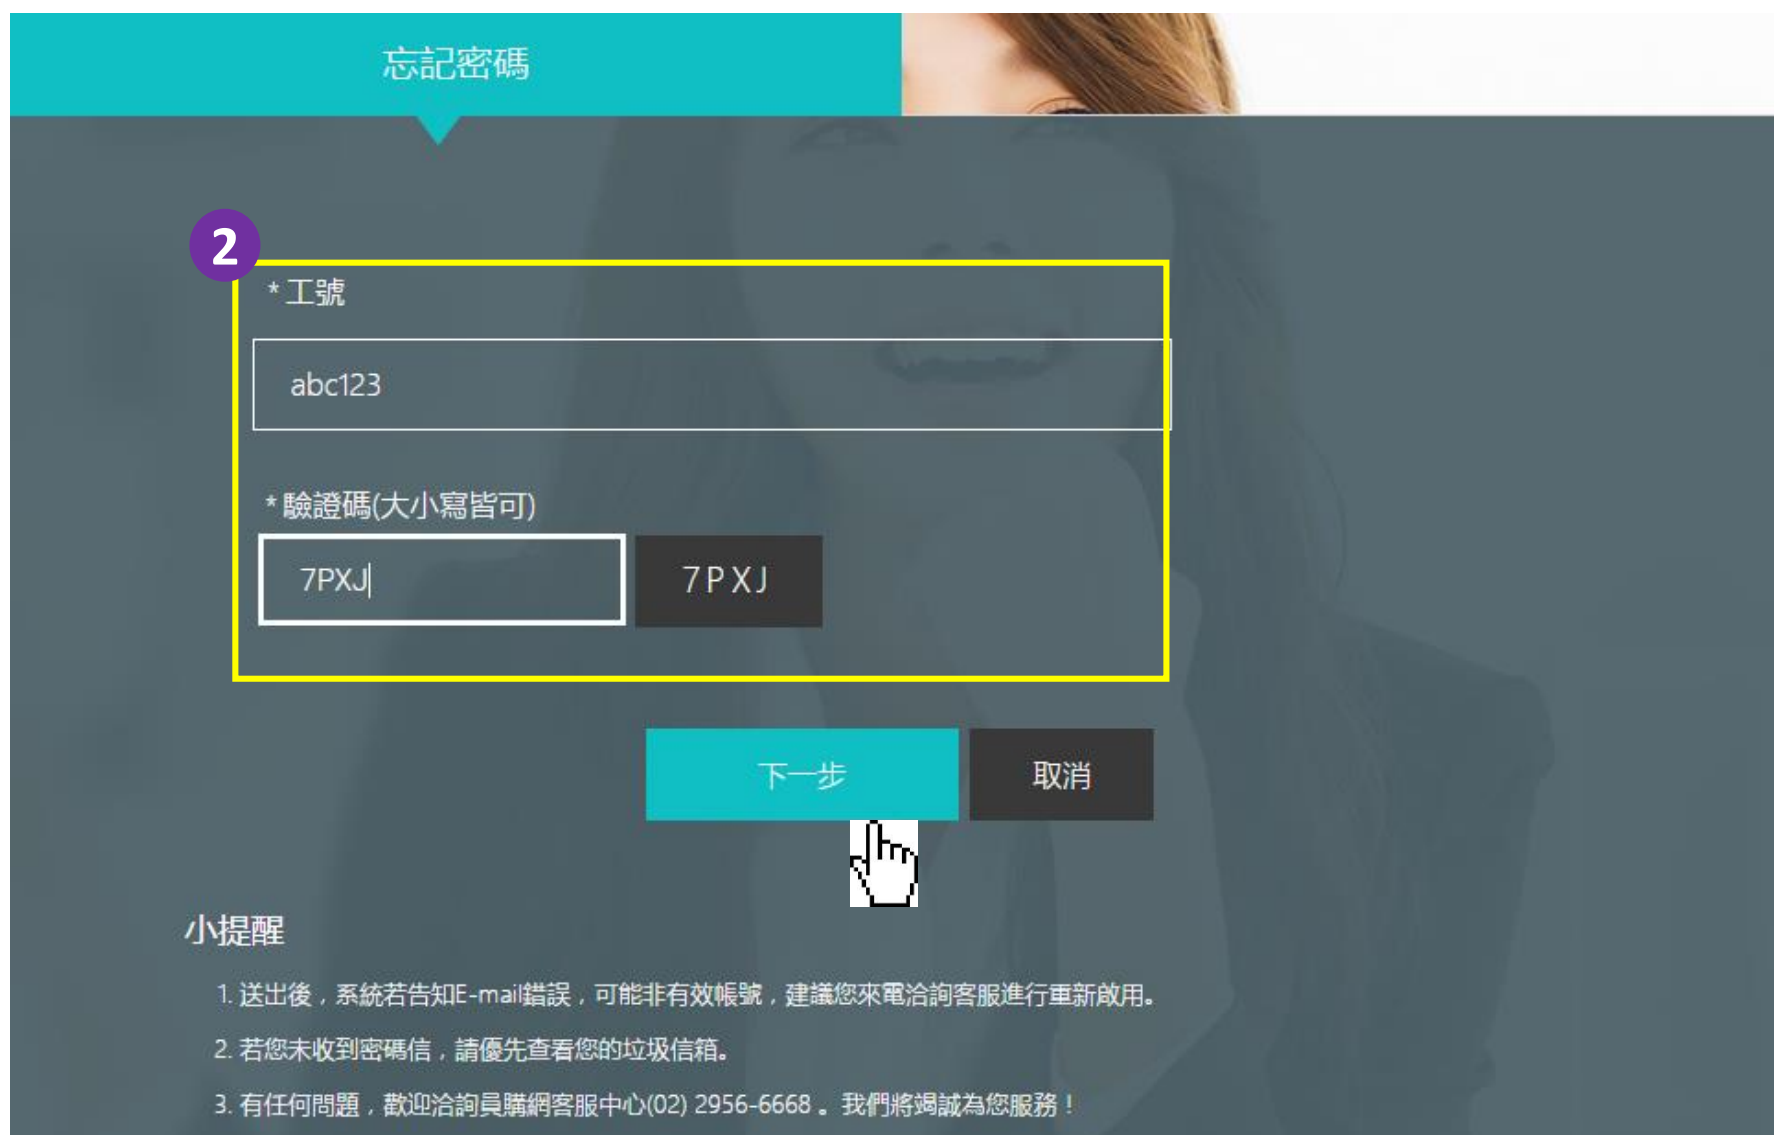 忘記密碼
2
*工號
abc123
*驗證碼(大小寫皆可)
7PXJ
7PXJ
下一步
取消
小提醒
1. 送出後，系統若告知E-mail錯誤，可能非有效帳號，建議您來電洽詢客服進行重新啟用。
2. 若您未收到密碼信，請優先查看您的垃圾信箱。
3. 有任何問題，歡迎洽詢員購網客服中心(02) 2956-6668 。我們將竭誠為您服務！